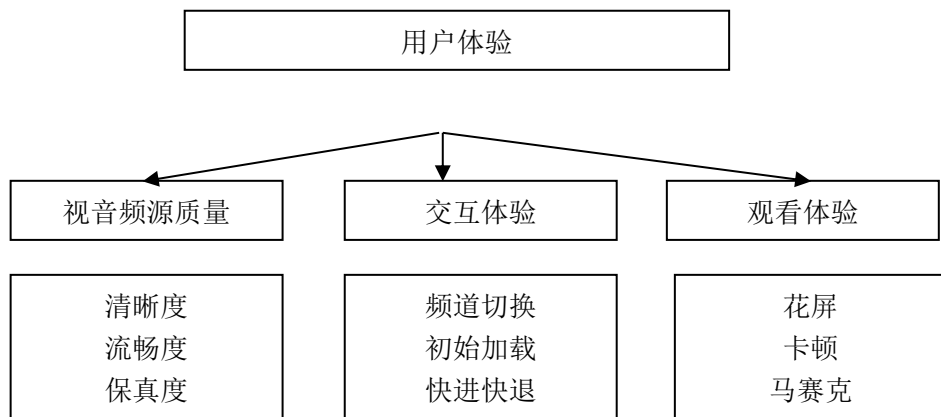 用户体验
视音频源质量
交互体验
观看体验
清晰度
流畅度
保真度
频道切换
初始加载
快进快退
花屏
卡顿
马赛克